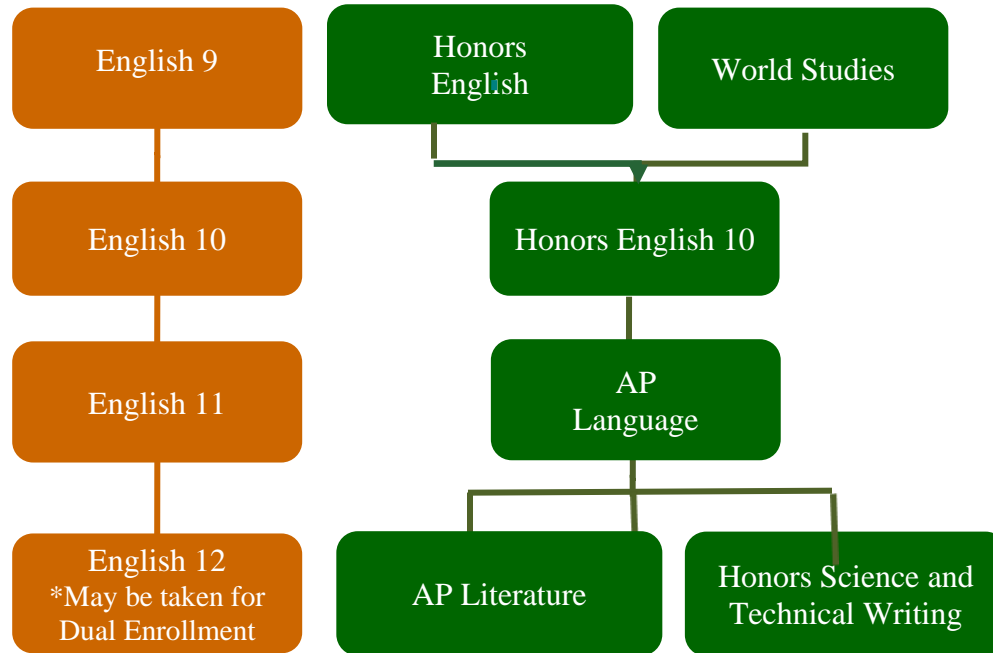 English 9
Honors
English
World Studies
English 10
Honors English 10
English 11
AP
Language
English 12
*May be taken for
Dual Enrollment
AP Literature
Honors Science and
Technical Writing